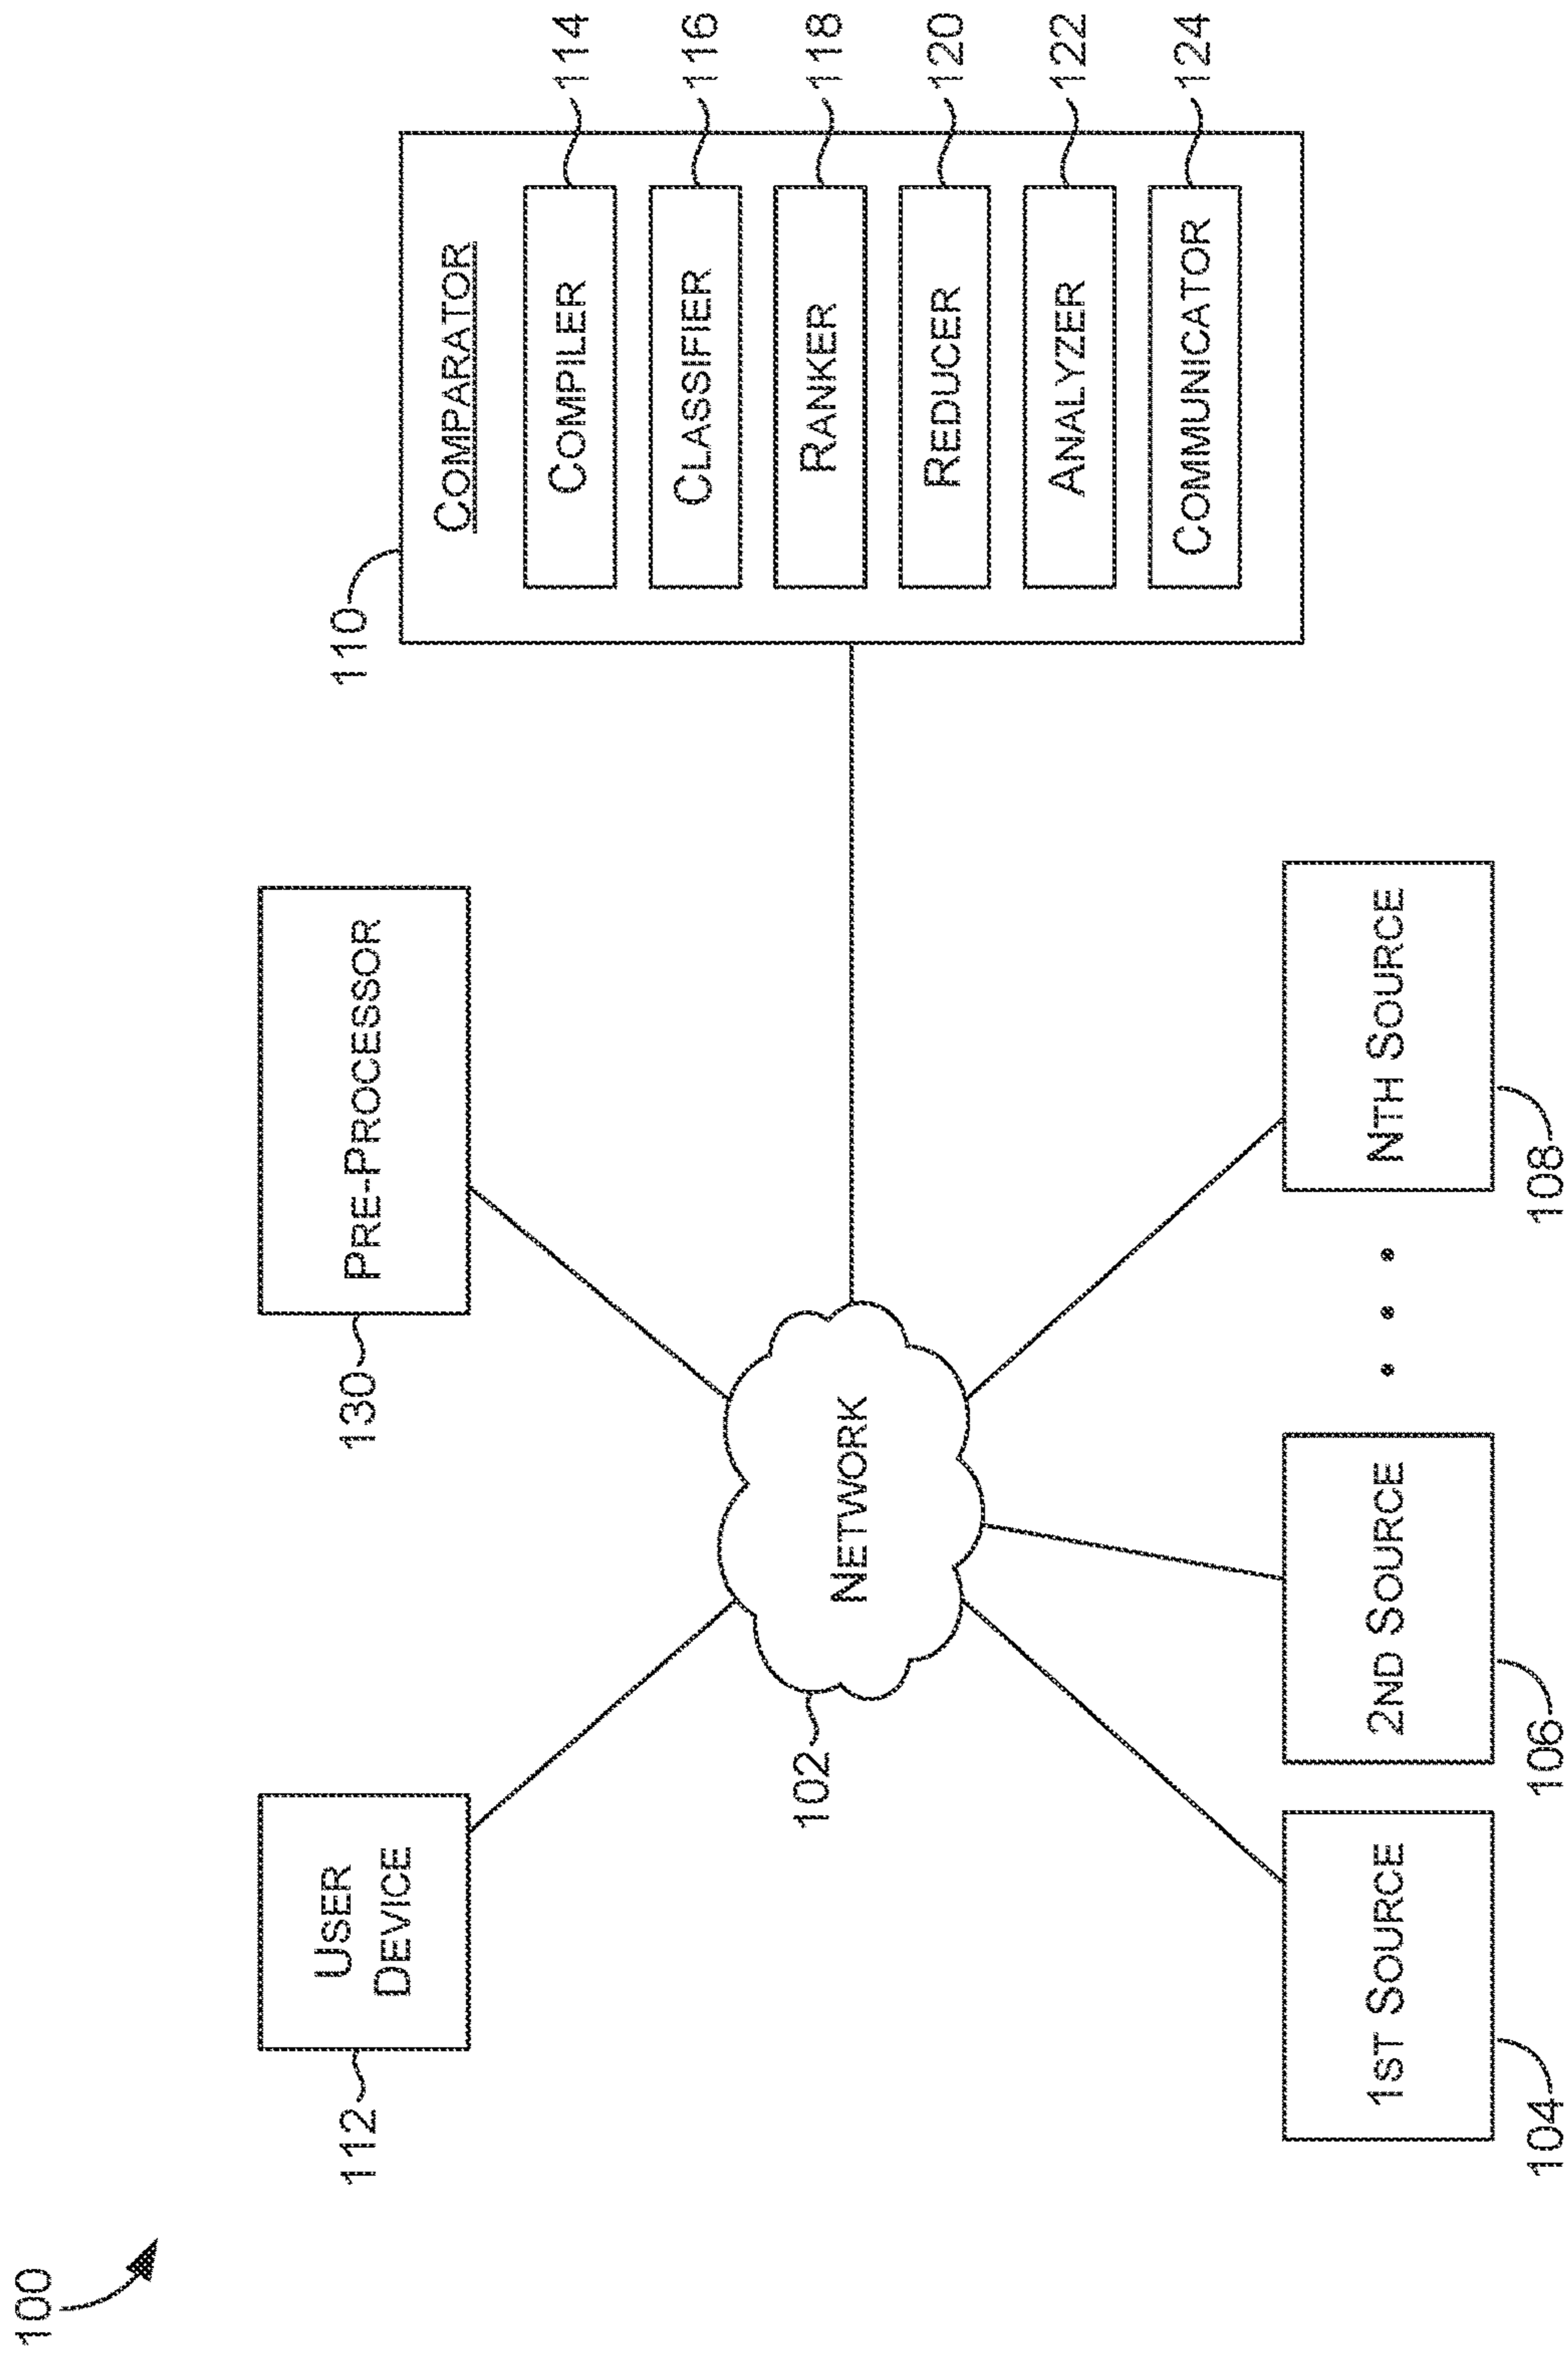 100
112
USER
DEVICE
130
PRE-PROCESSOR
102
NETWORK
110
COMPARATOR
COMPILER
114
CLASSIFIER
116
RANKER
118
REDUCER
120
ANALYZER
122
COMMUNICATOR
124
1ST SOURCE
104
2ND SOURCE
106
NTH SOURCE
108